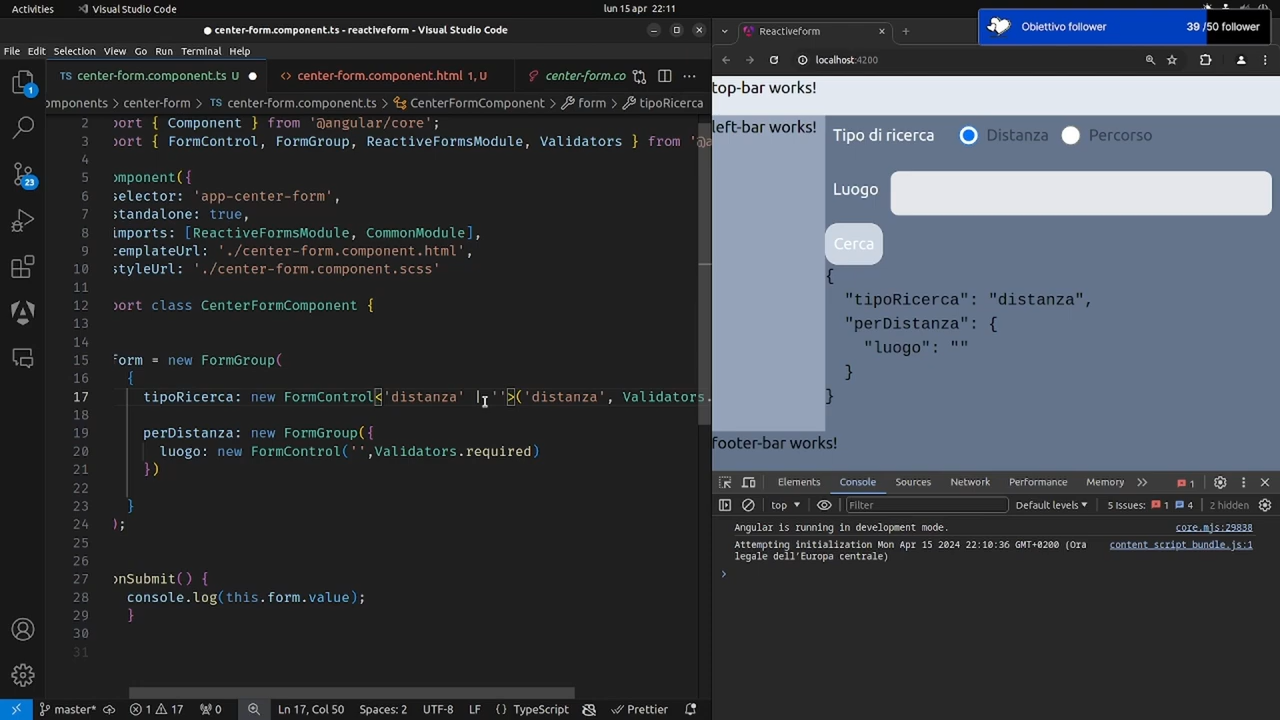 Activities
Visual Studio Code
lun 15 apr 22:11
center-form.component.ts - reactiveform - Visual Studio Code
Obiettivo follower
39 /50 follower
File Edit Selection View Go Run Terminal Help
TS center-form.component.ts U
center-form.component.html 1, U
center-form.co
omponents > center-form > TS center-form.component.ts > CenterFormComponent > form > tipoRicerca
2 port { Component } from '@angular/core';
3 port { FormControl, FormGroup, ReactiveFormsModule, Validators } from '@a
4
5 omponent({
6 selector: 'app-center-form',
7 standalone: true,
8 imports: [ReactiveFormsModule, CommonModule],
9 templateUrl: './center-form.component.html',
10 styleUrl: './center-form.component.scss'
11
12 port class CenterFormComponent {
13
14
15 form = new FormGroup(
16 {
17 tipoRicerca: new FormControl<'distanza' | ''>('distanza', Validators.
18
19 perDistanza: new FormGroup({
20 luogo: new FormControl('',Validators.required)
21 })
22
23 }
24 );
25
26
27 onSubmit() {
28 console.log(this.form.value);
29 }
30
31
1
23
master*
1 17
0
Ln 17, Col 50
Spaces: 2
UTF-8
LF
{} TypeScript
Prettier
Reactiveform
localhost:4200
top-bar works!
left-bar works!
Tipo di ricerca Distanza Percorso
Luogo
Cerca
{
"tipoRicerca": "distanza",
"perDistanza": {
"luogo": ""
}
}
footer-bar works!
Elements Console Sources Network Performance Memory 1
top Filter Default levels 5 Issues: 1 4 2 hidden
Angular is running in development mode. core.mjs:29838
Attempting initialization Mon Apr 15 2024 22:10:36 GMT+0200 (Ora content_script_bundle.js:1
legale dell’Europa centrale)